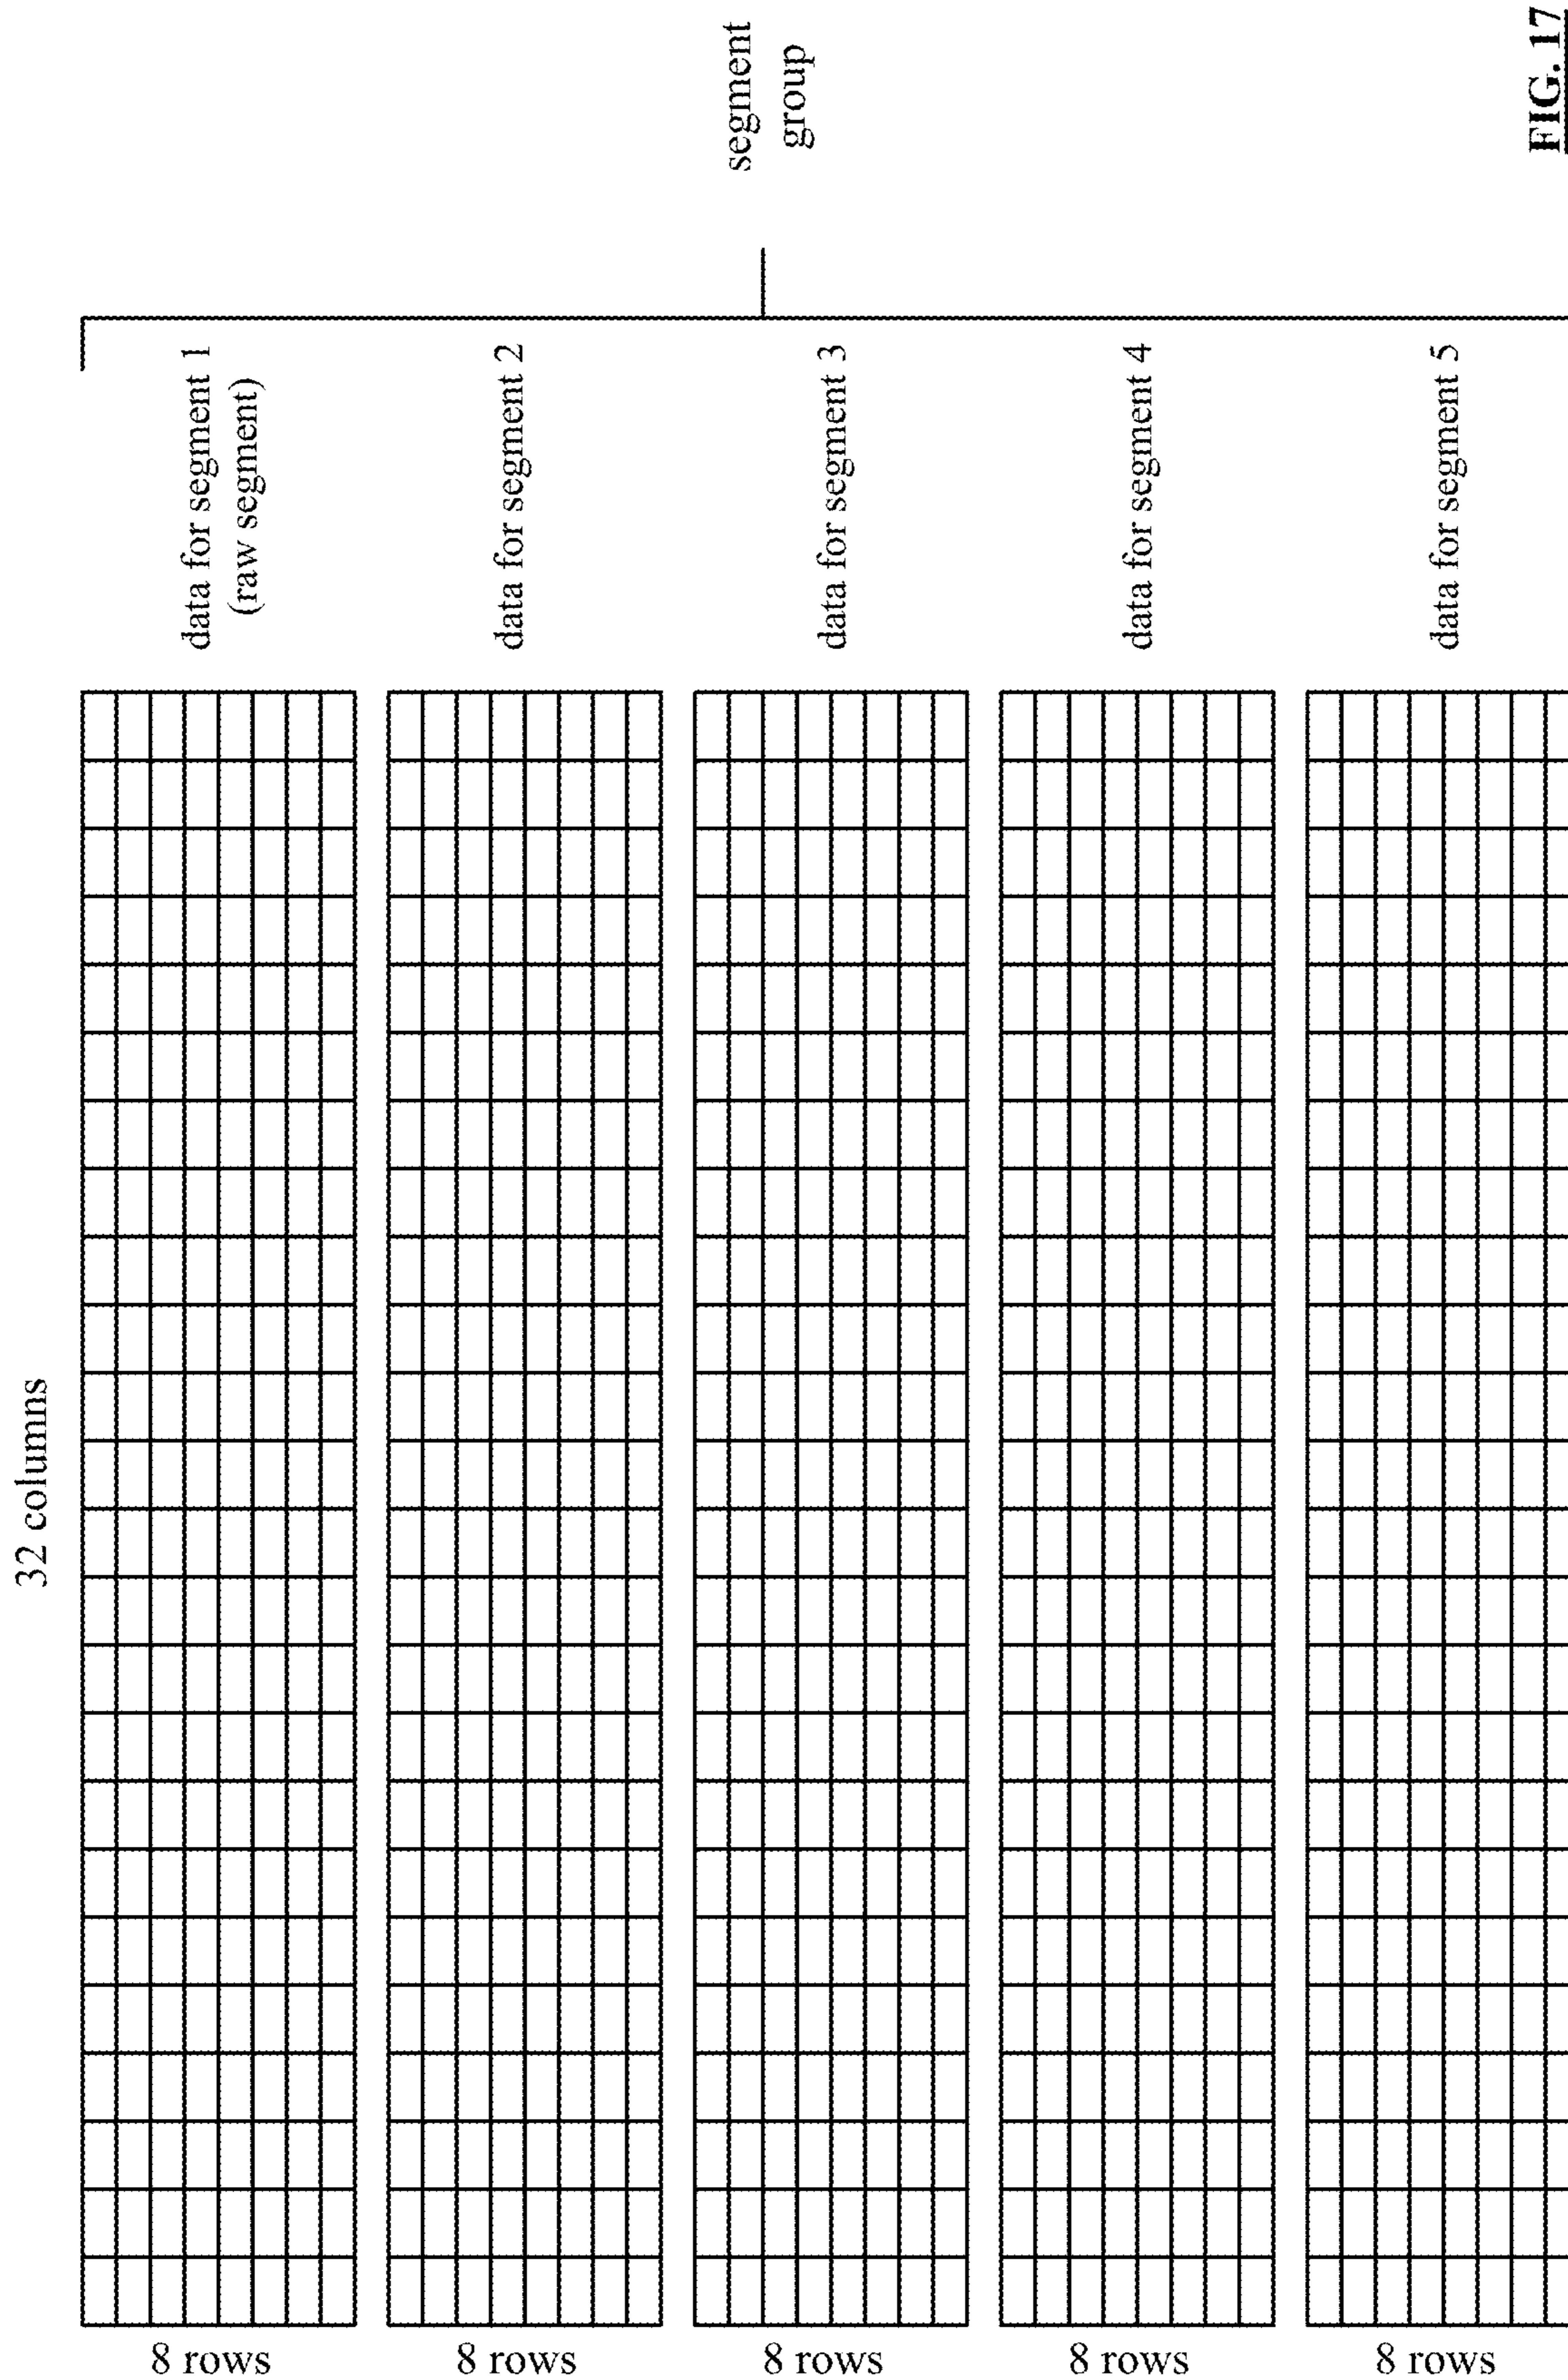 32 columns
8 rows
data for segment 1
(raw segment)
8 rows
data for segment 2
8 rows
data for segment 3
segment
group
8 rows
data for segment 4
8 rows
data for segment 5
FIG. 17